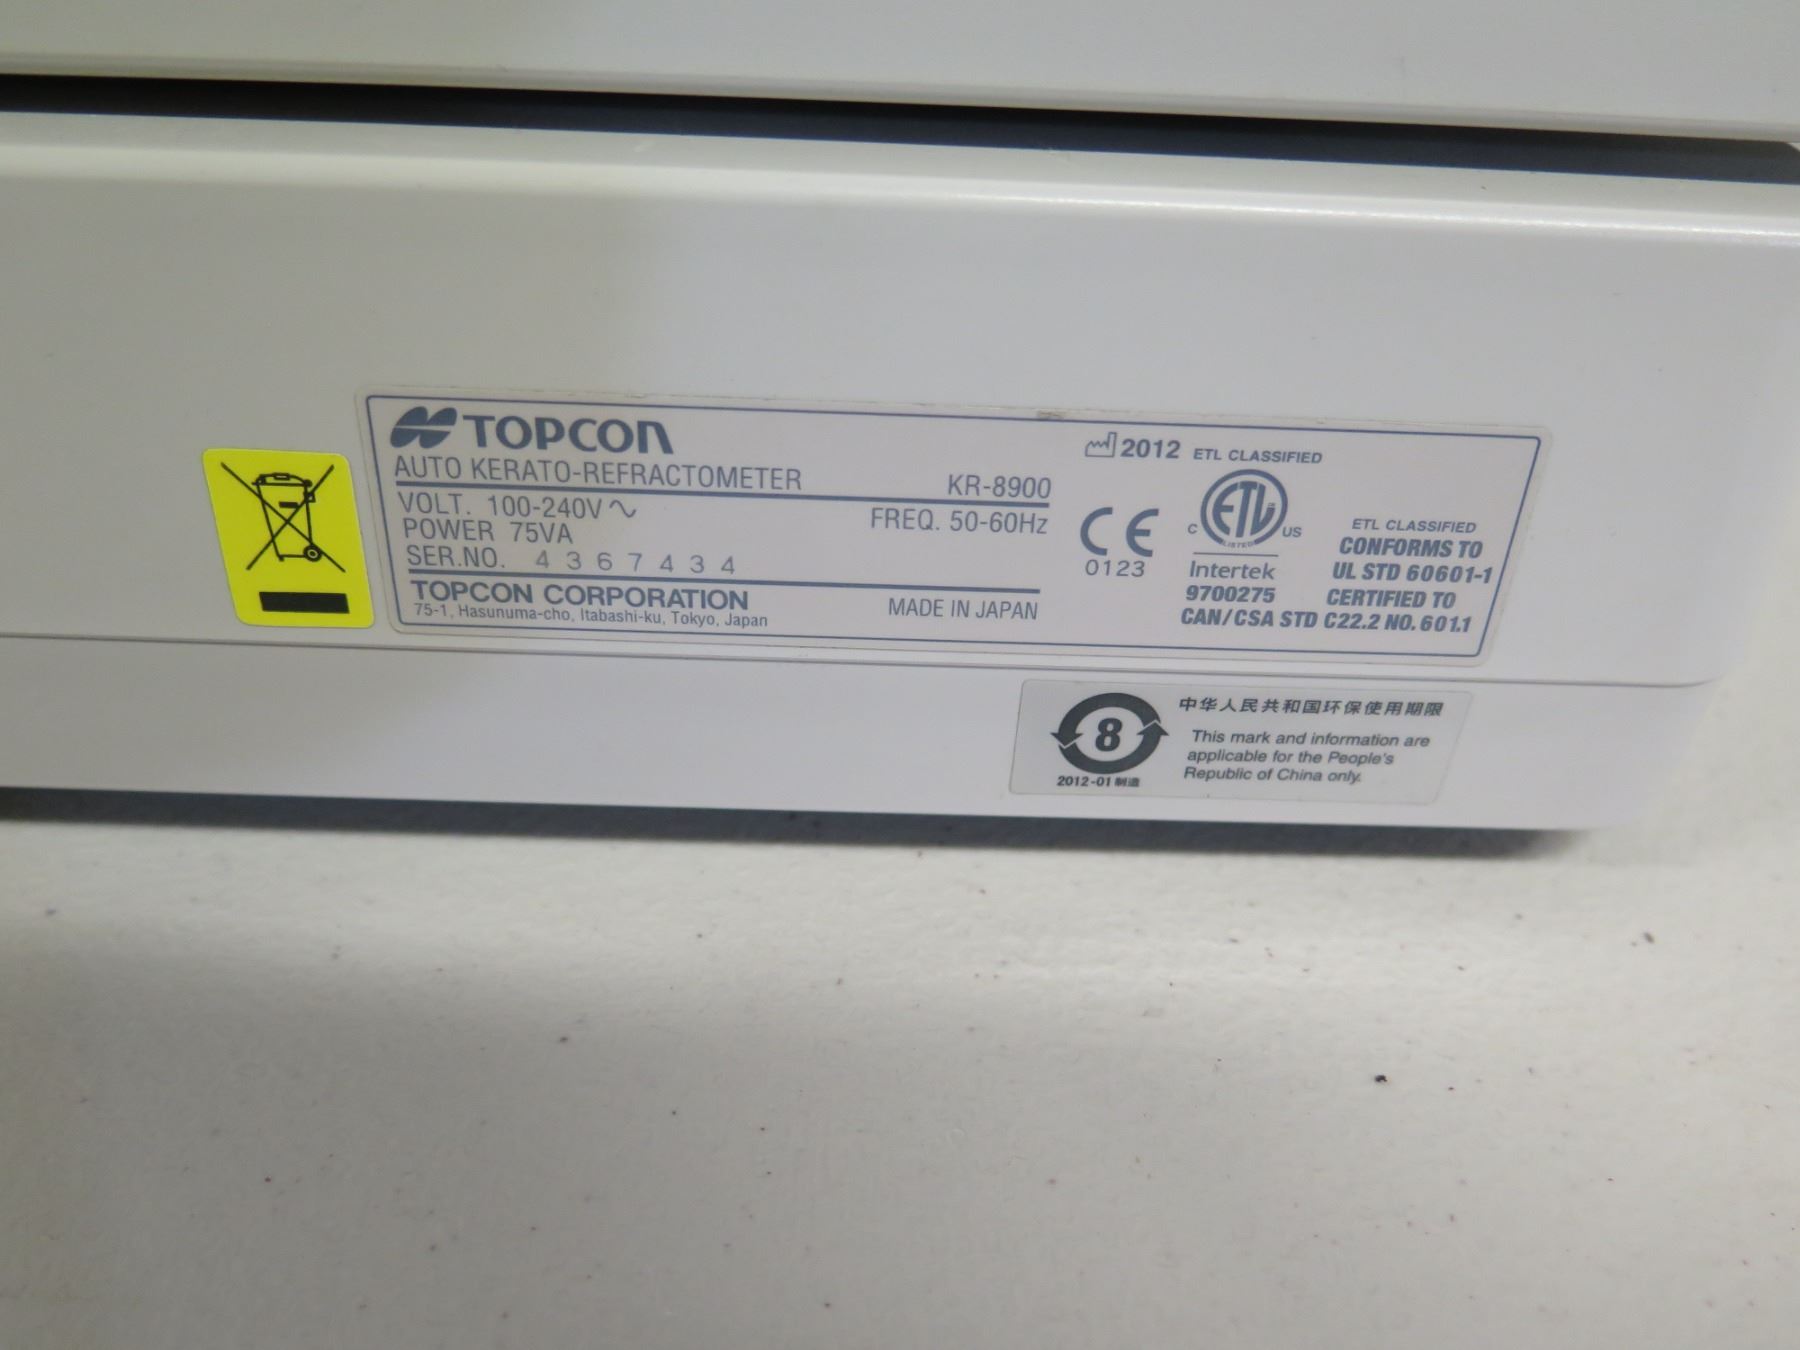 TOPCON
AUTO KERATO-REFRACTOMETER KR-8900
VOLT. 100-240V～ FREQ. 50-60Hz
POWER 75VA
SER.NO. 4367434
TOPCON CORPORATION
75-1, Hasunuma-cho, Itabashi-ku, Tokyo, Japan
MADE IN JAPAN
2012 ETL CLASSIFIED
CE
0123
C ETL US
LISTED
Intertek
9700275
ETL CLASSIFIED
CONFORMS TO
UL STD 60601-1
CERTIFIED TO
CAN/CSA STD C22.2 NO. 601.1
8
2012-01制造
中华人民共和国环保使用期限
This mark and information are
applicable for the People's
Republic of China only.